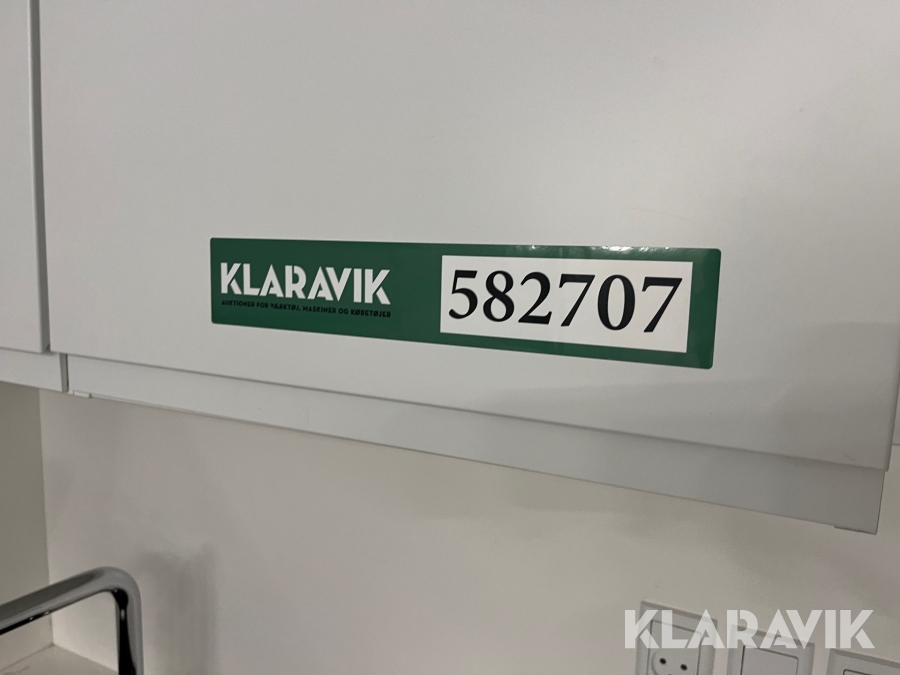 KLARAVIK
AUKTIONER FOR VÆRKTØJ, MASKINER OG KØRETØJER
582707
KLARAVIK